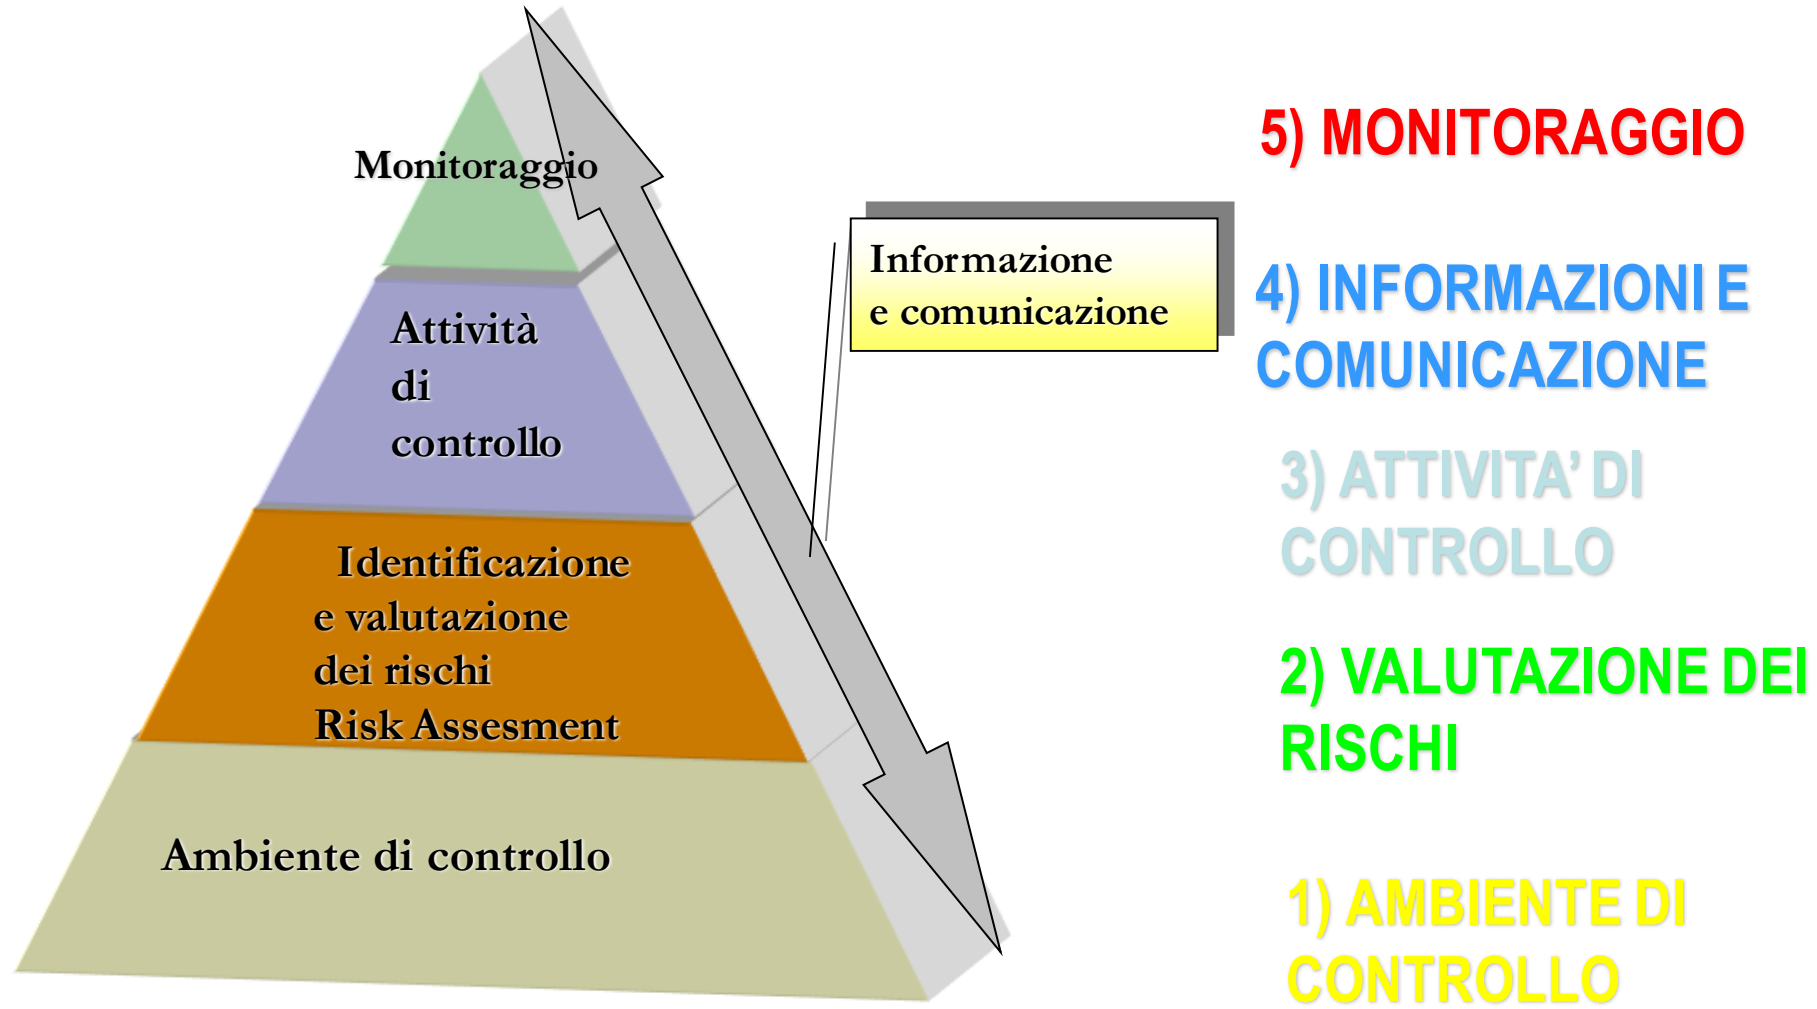 Monitoraggio
Attività
di
controllo
Identificazione
e valutazione
dei rischi
Risk Assesment
Ambiente di controllo
Informazione
e comunicazione
5) MONITORAGGIO
4) INFORMAZIONI E
COMUNICAZIONE
3) ATTIVITA’ DI
CONTROLLO
2) VALUTAZIONE DEI
RISCHI
1) AMBIENTE DI
CONTROLLO